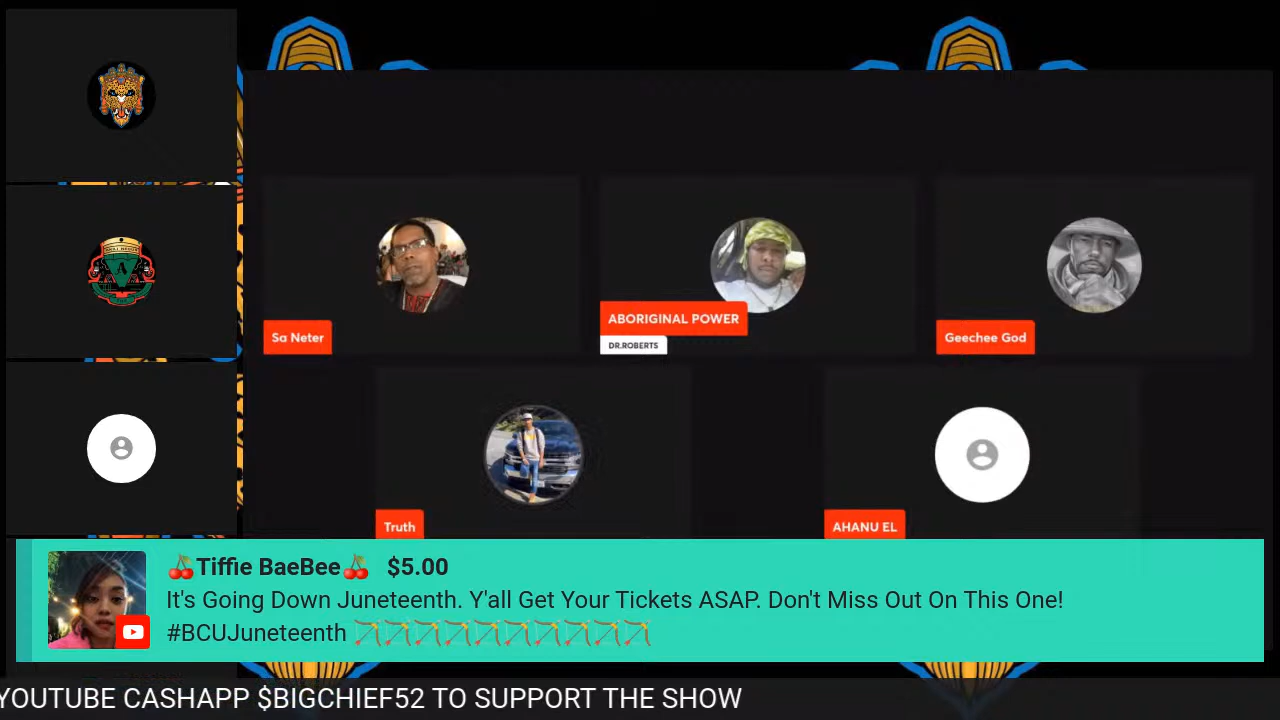 Sa Neter
ABORIGINAL POWER
DR.ROBERTS
Geechee God
Truth
AHANU EL
🍒Tiffie BaeBee🍒 $5.00
It's Going Down Juneteenth. Y'all Get Your Tickets ASAP. Don't Miss Out On This One!
#BCUJuneteenth 🏹🏹🏹🏹🏹🏹🏹🏹🏹🏹
YOUTUBE CASHAPP $BIGCHIEF52 TO SUPPORT THE SHOW